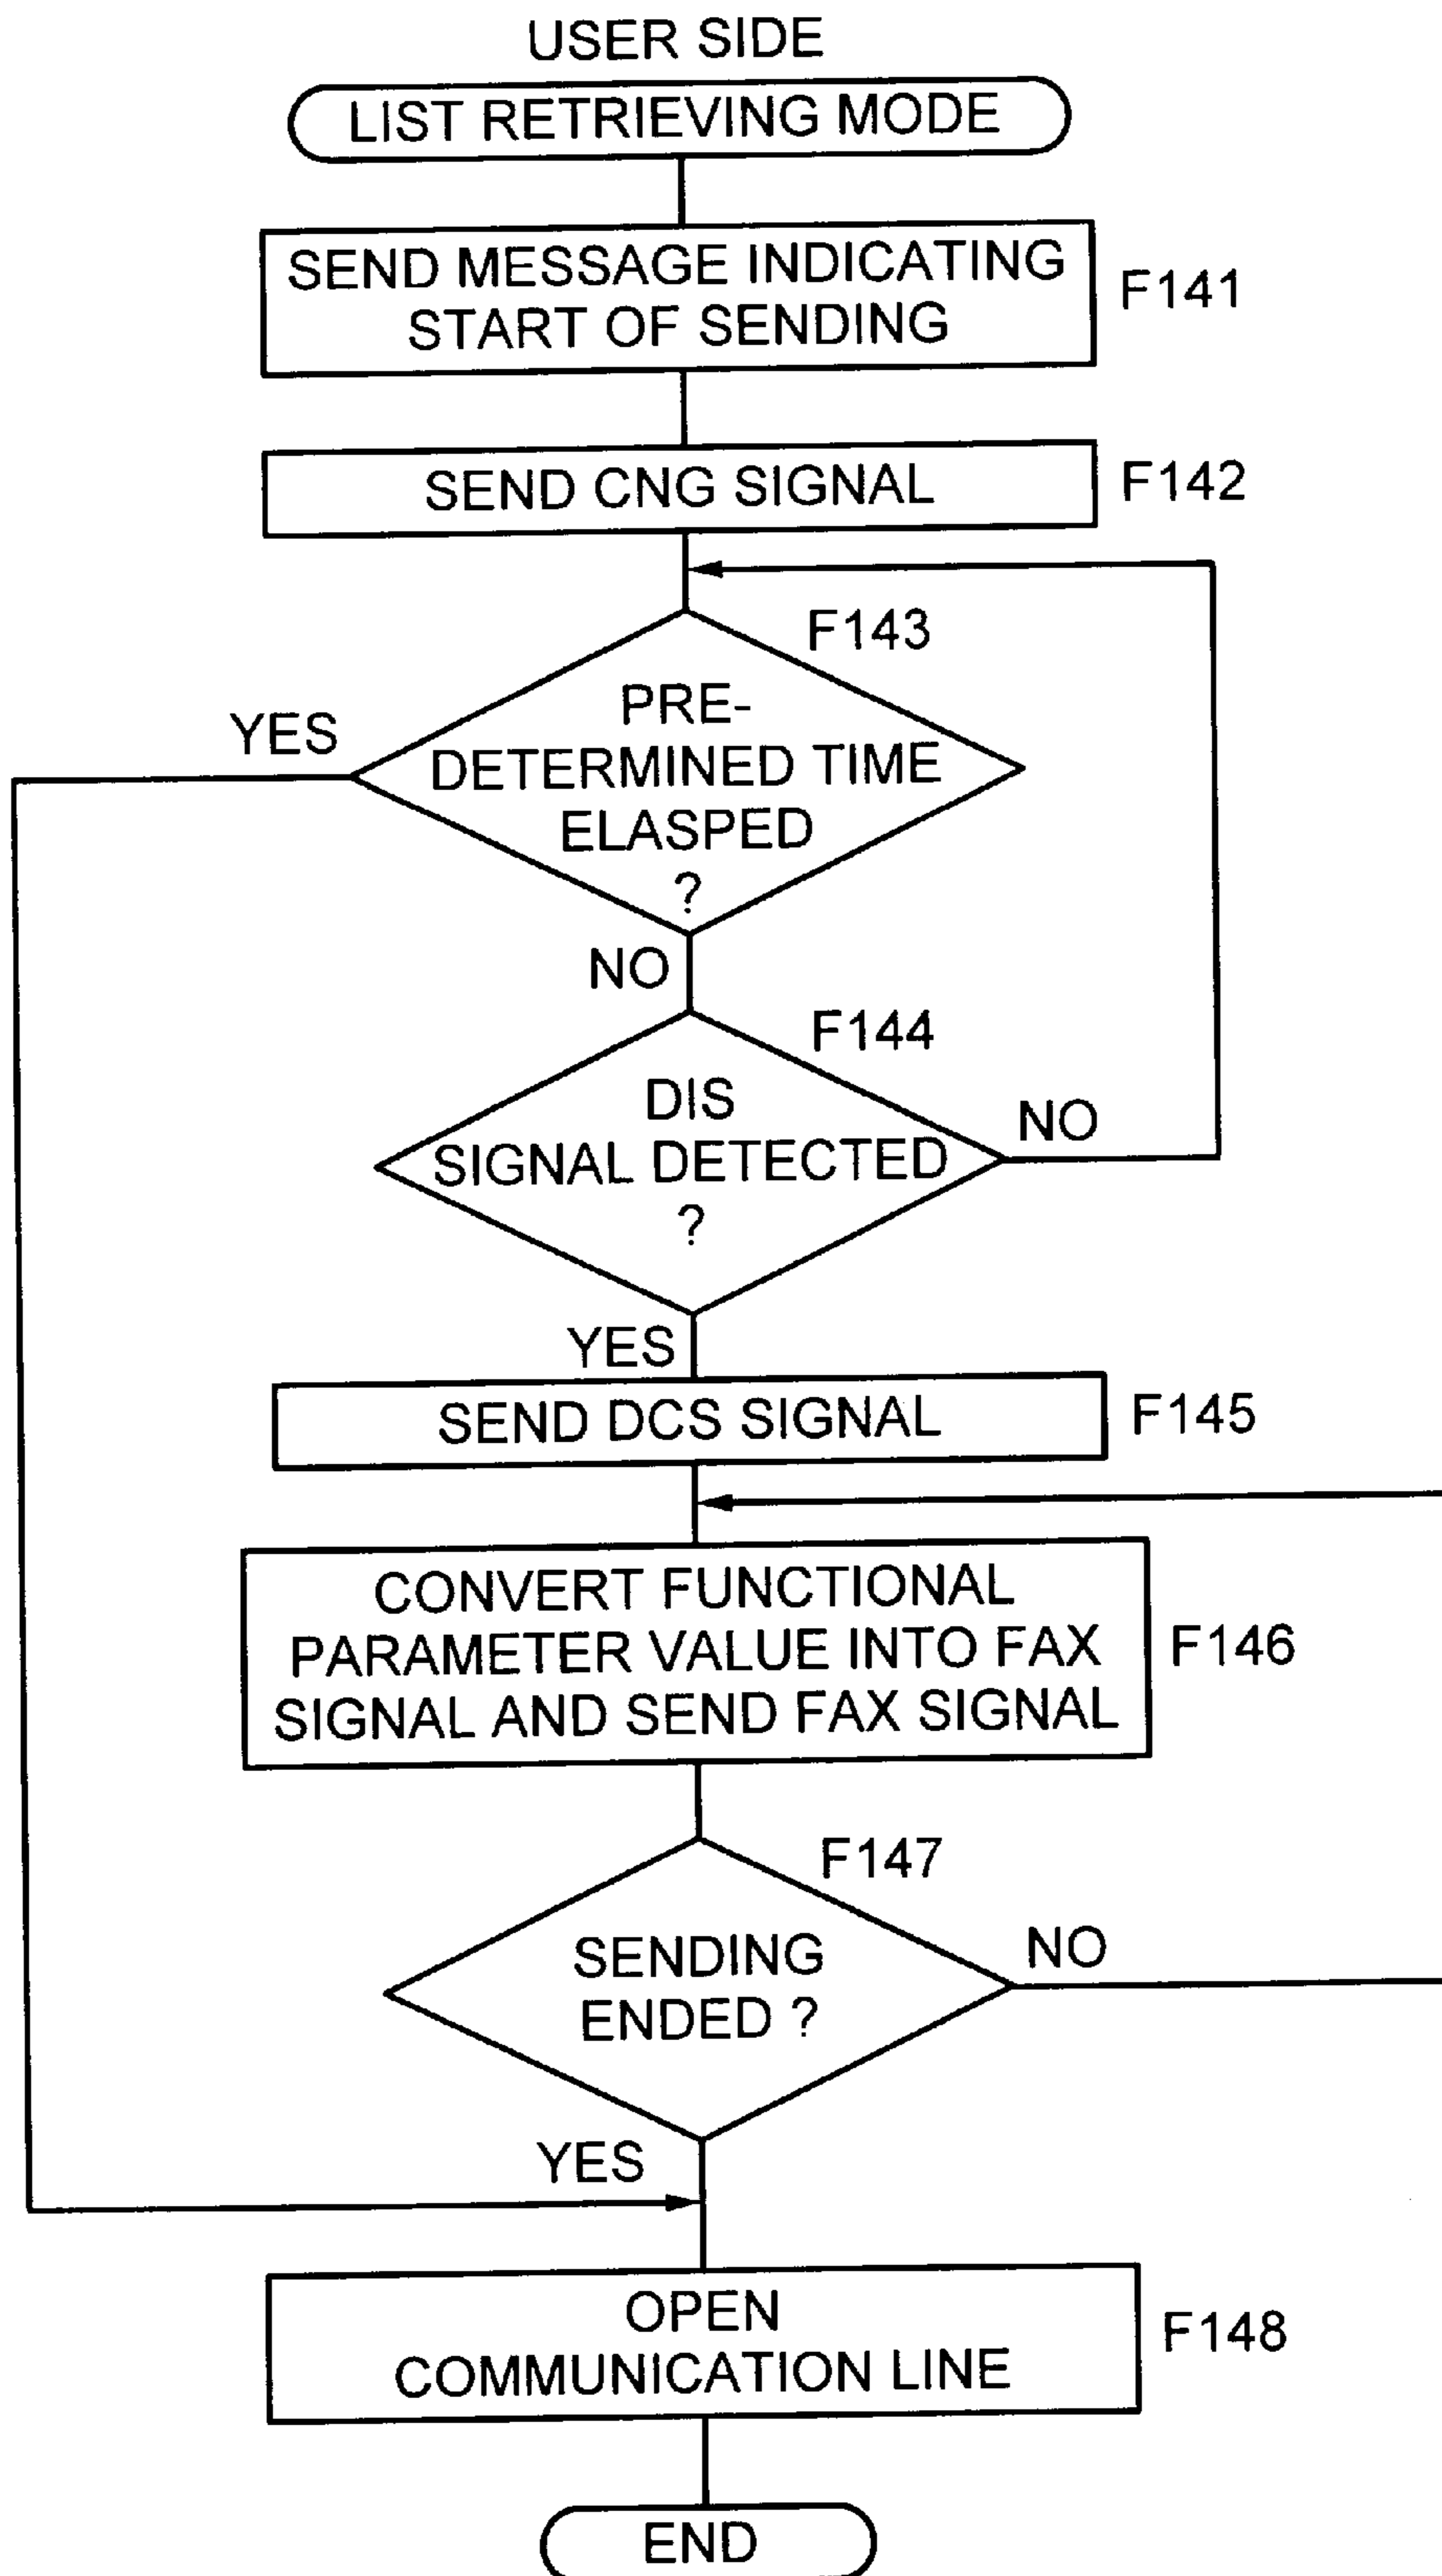 USER SIDE
LIST RETRIEVING MODE
SEND MESSAGE INDICATING
START OF SENDING
F141
SEND CNG SIGNAL
F142
F143
PRE-
DETERMINED TIME
ELASPED
?
YES
NO
F144
DIS
SIGNAL DETECTED
?
NO
YES
SEND DCS SIGNAL
F145
CONVERT FUNCTIONAL
PARAMETER VALUE INTO FAX
SIGNAL AND SEND FAX SIGNAL
F146
F147
SENDING
ENDED ?
NO
YES
OPEN
COMMUNICATION LINE
F148
END